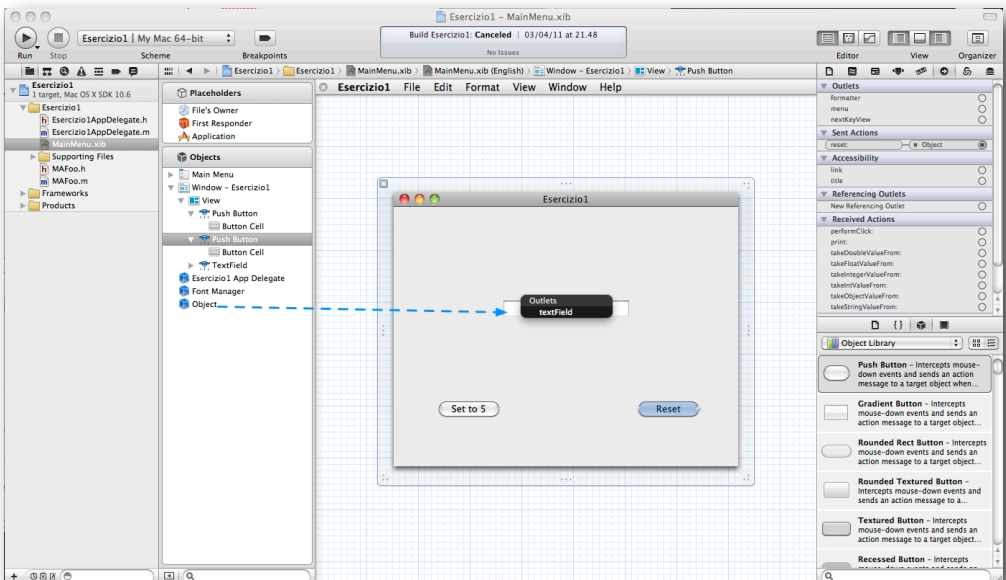 Esercizio1 – MainMenu.xib
Esercizio1 | My Mac 64-bit
Build Esercizio1: Canceled | 03/04/11 at 21.48
No Issues
Run
Stop
Scheme
Breakpoints
Editor
View
Organizer
Esercizio1
Esercizio1
MainMenu.xib
MainMenu.xib (English)
Window – Esercizio1
View
Push Button
Esercizio1
1 target, Mac OS X SDK 10.6
Esercizio1
Esercizio1AppDelegate.h
Esercizio1AppDelegate.m
MainMenu.xib
Supporting Files
MAFoo.h
MAFoo.m
Frameworks
Products
Placeholders
File's Owner
First Responder
Application
Objects
Main Menu
Window – Esercizio1
View
Push Button
Button Cell
Push Button
Button Cell
TextField
Esercizio1 App Delegate
Font Manager
Object
Esercizio1 File Edit Format View Window Help
Esercizio1
Outlets
textField
Set to 5
Reset
Outlets
formatter
menu
nextKeyView
Sent Actions
reset:
Object
Accessibility
link
title
Referencing Outlets
New Referencing Outlet
Received Actions
performClick:
print:
takeDoubleValueFrom:
takeFloatValueFrom:
takeIntegerValueFrom:
takeIntValueFrom:
takeObjectValueFrom:
takeStringValueFrom:
Object Library
Push Button – Intercepts mouse-
down events and sends an action
message to a target object when...
Gradient Button – Intercepts
mouse-down events and sends an
action message to a target object...
Rounded Rect Button – Intercepts
mouse-down events and sends an
action message to a target object...
Rounded Textured Button –
Intercepts mouse-down events and
sends an action message to a...
Textured Button – Intercepts
mouse-down events and sends an
action message to a target object...
Recessed Button – Intercepts